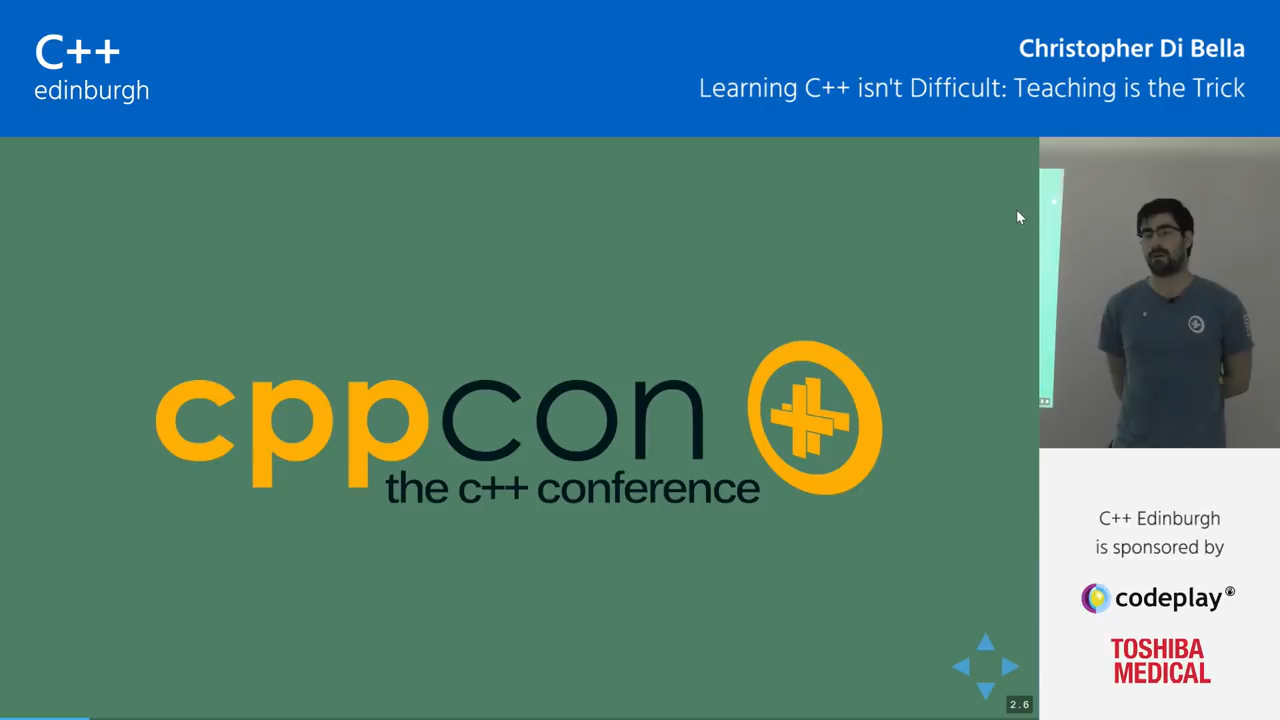 C++
edinburgh
Christopher Di Bella
Learning C++ isn't Difficult: Teaching is the Trick
cppcon
the c++ conference
C++ Edinburgh
is sponsored by
codeplay
TOSHIBA
MEDICAL
2.6